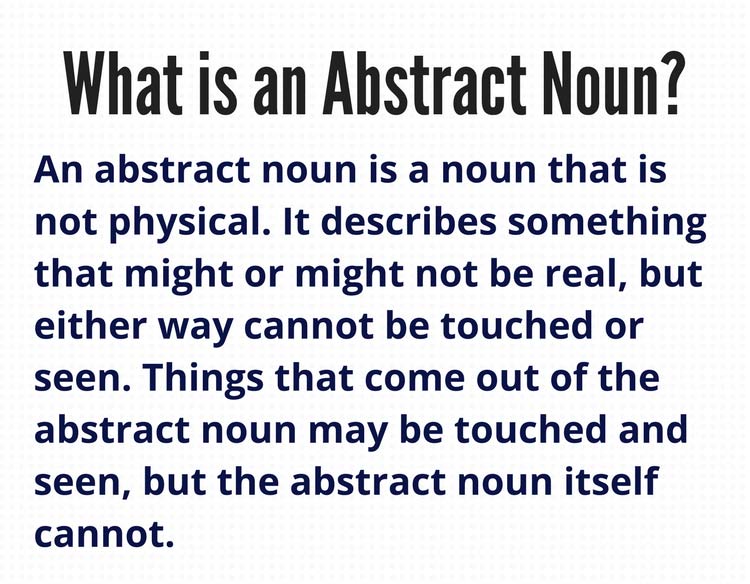 What is an Abstract Noun?
An abstract noun is a noun that is
not physical. It describes something
that might or might not be real, but
either way cannot be touched or
seen. Things that come out of the
abstract noun may be touched and
seen, but the abstract noun itself
cannot.